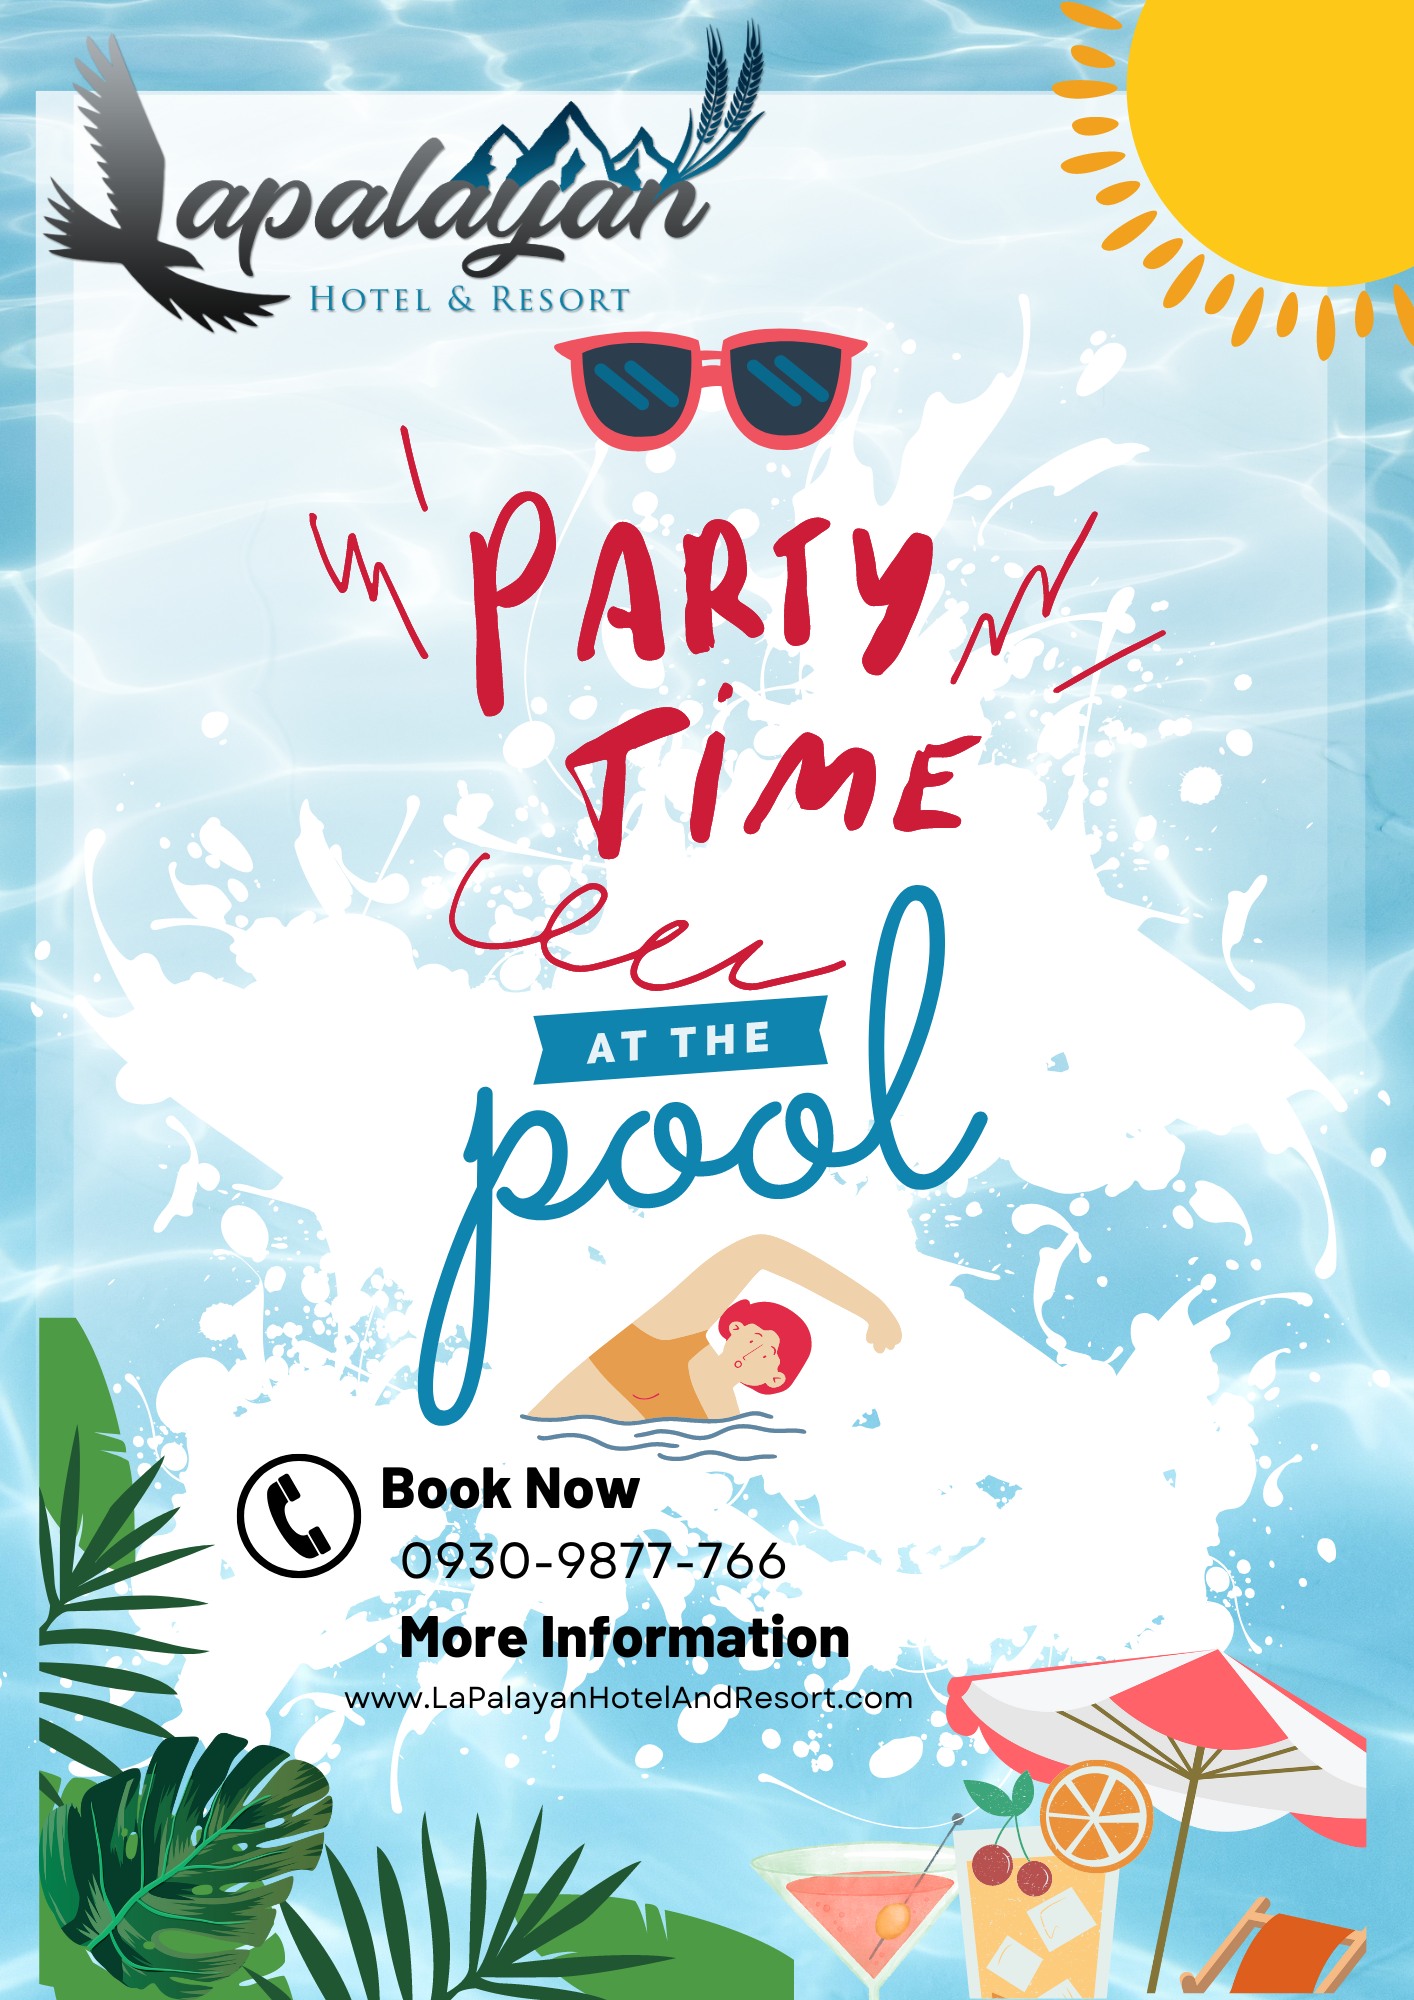 Lapalayan
HOTEL & RESORT
PARTY
TiME
AT THE
pool
Book Now
0930-9877-766
More Information
www.LaPalayanHotelAndResort.com